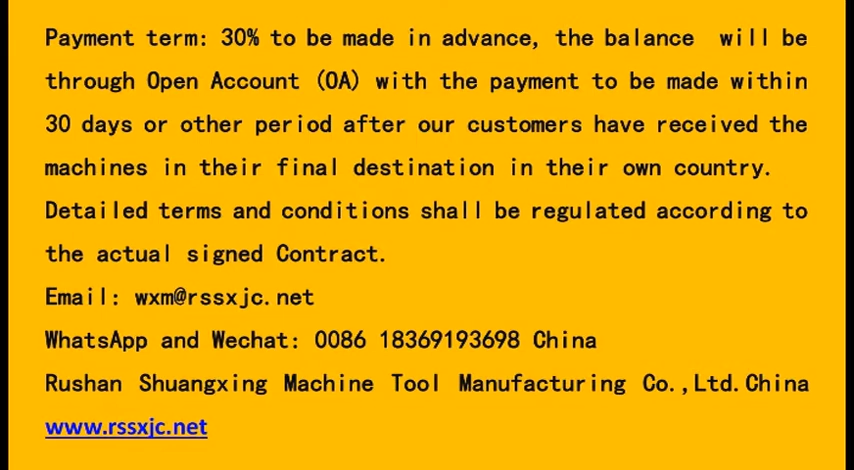 Payment term: 30% to be made in advance, the balance will be
through Open Account (OA) with the payment to be made within
30 days or other period after our customers have received the
machines in their final destination in their own country.
Detailed terms and conditions shall be regulated according to
the actual signed Contract.
Email: wxm@rssxjc.net
WhatsApp and Wechat: 0086 18369193698 China
Rushan Shuangxing Machine Tool Manufacturing Co.,Ltd.China
www.rssxjc.net